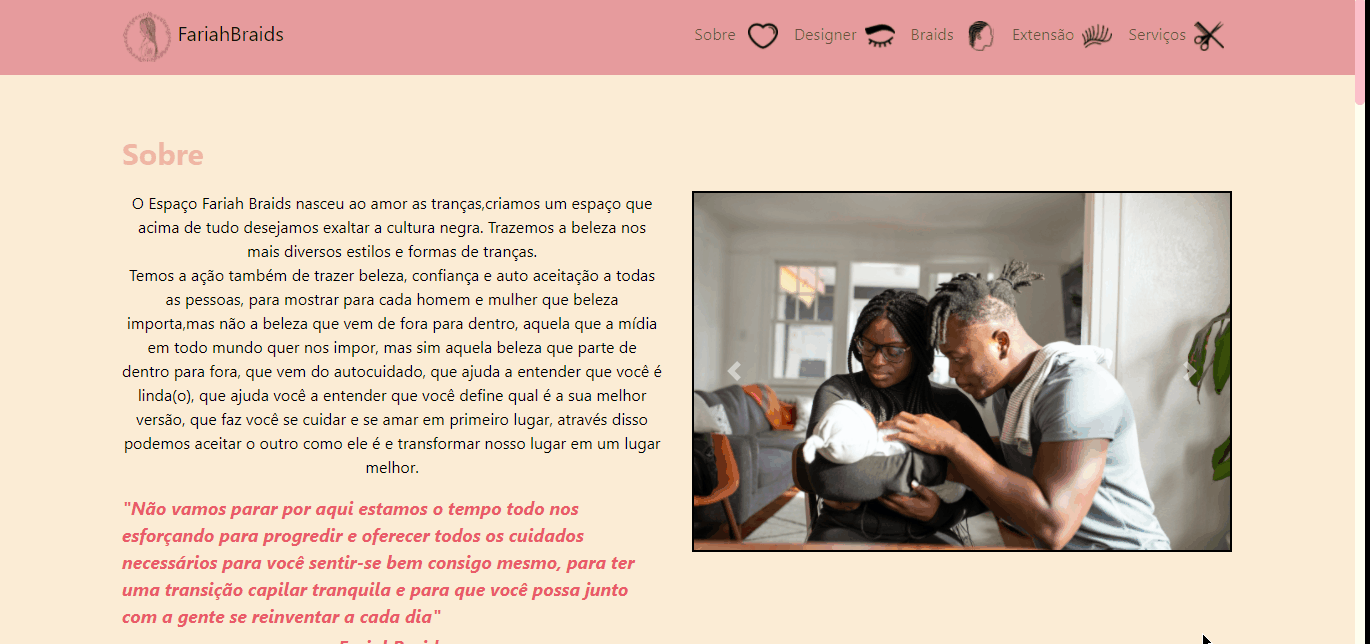 FariahBraids
Sobre
Designer
Braids
Extensão
Serviços
Sobre
O Espaço Fariah Braids nasceu ao amor as tranças,criamos um espaço que
acima de tudo desejamos exaltar a cultura negra. Trazemos a beleza nos
mais diversos estilos e formas de tranças.
Temos a ação também de trazer beleza, confiança e auto aceitação a todas
as pessoas, para mostrar para cada homem e mulher que beleza
importa,mas não a beleza que vem de fora para dentro, aquela que a mídia
em todo mundo quer nos impor, mas sim aquela beleza que parte de
dentro para fora, que vem do autocuidado, que ajuda a entender que você é
linda(o), que ajuda você a entender que você define qual é a sua melhor
versão, que faz você se cuidar e se amar em primeiro lugar, através disso
podemos aceitar o outro como ele é e transformar nosso lugar em um lugar
melhor.
"Não vamos parar por aqui estamos o tempo todo nos
esforçando para progredir e oferecer todos os cuidados
necessários para você sentir-se bem consigo mesmo, para ter
uma transição capilar tranquila e para que você possa junto
com a gente se reinventar a cada dia"